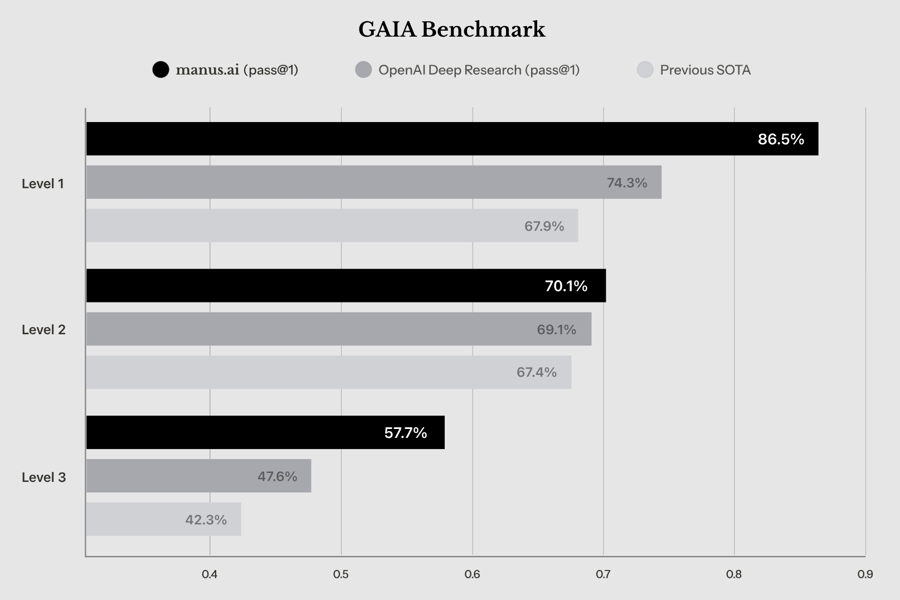 GAIA Benchmark
manus.ai (pass@1) OpenAI Deep Research (pass@1) Previous SOTA
86.5%
Level 1 74.3%
67.9%
70.1%
Level 2 69.1%
67.4%
57.7%
Level 3 47.6%
42.3%
0.4 0.5 0.6 0.7 0.8 0.9